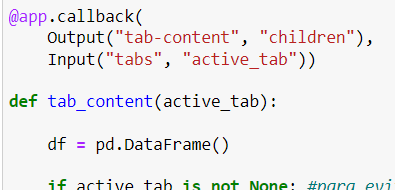 @app.callback(
    Output("tab-content", "children"),
    Input("tabs", "active_tab"))
def tab_content(active_tab):
    df = pd.DataFrame()
    if active_tab is not None: #para evi